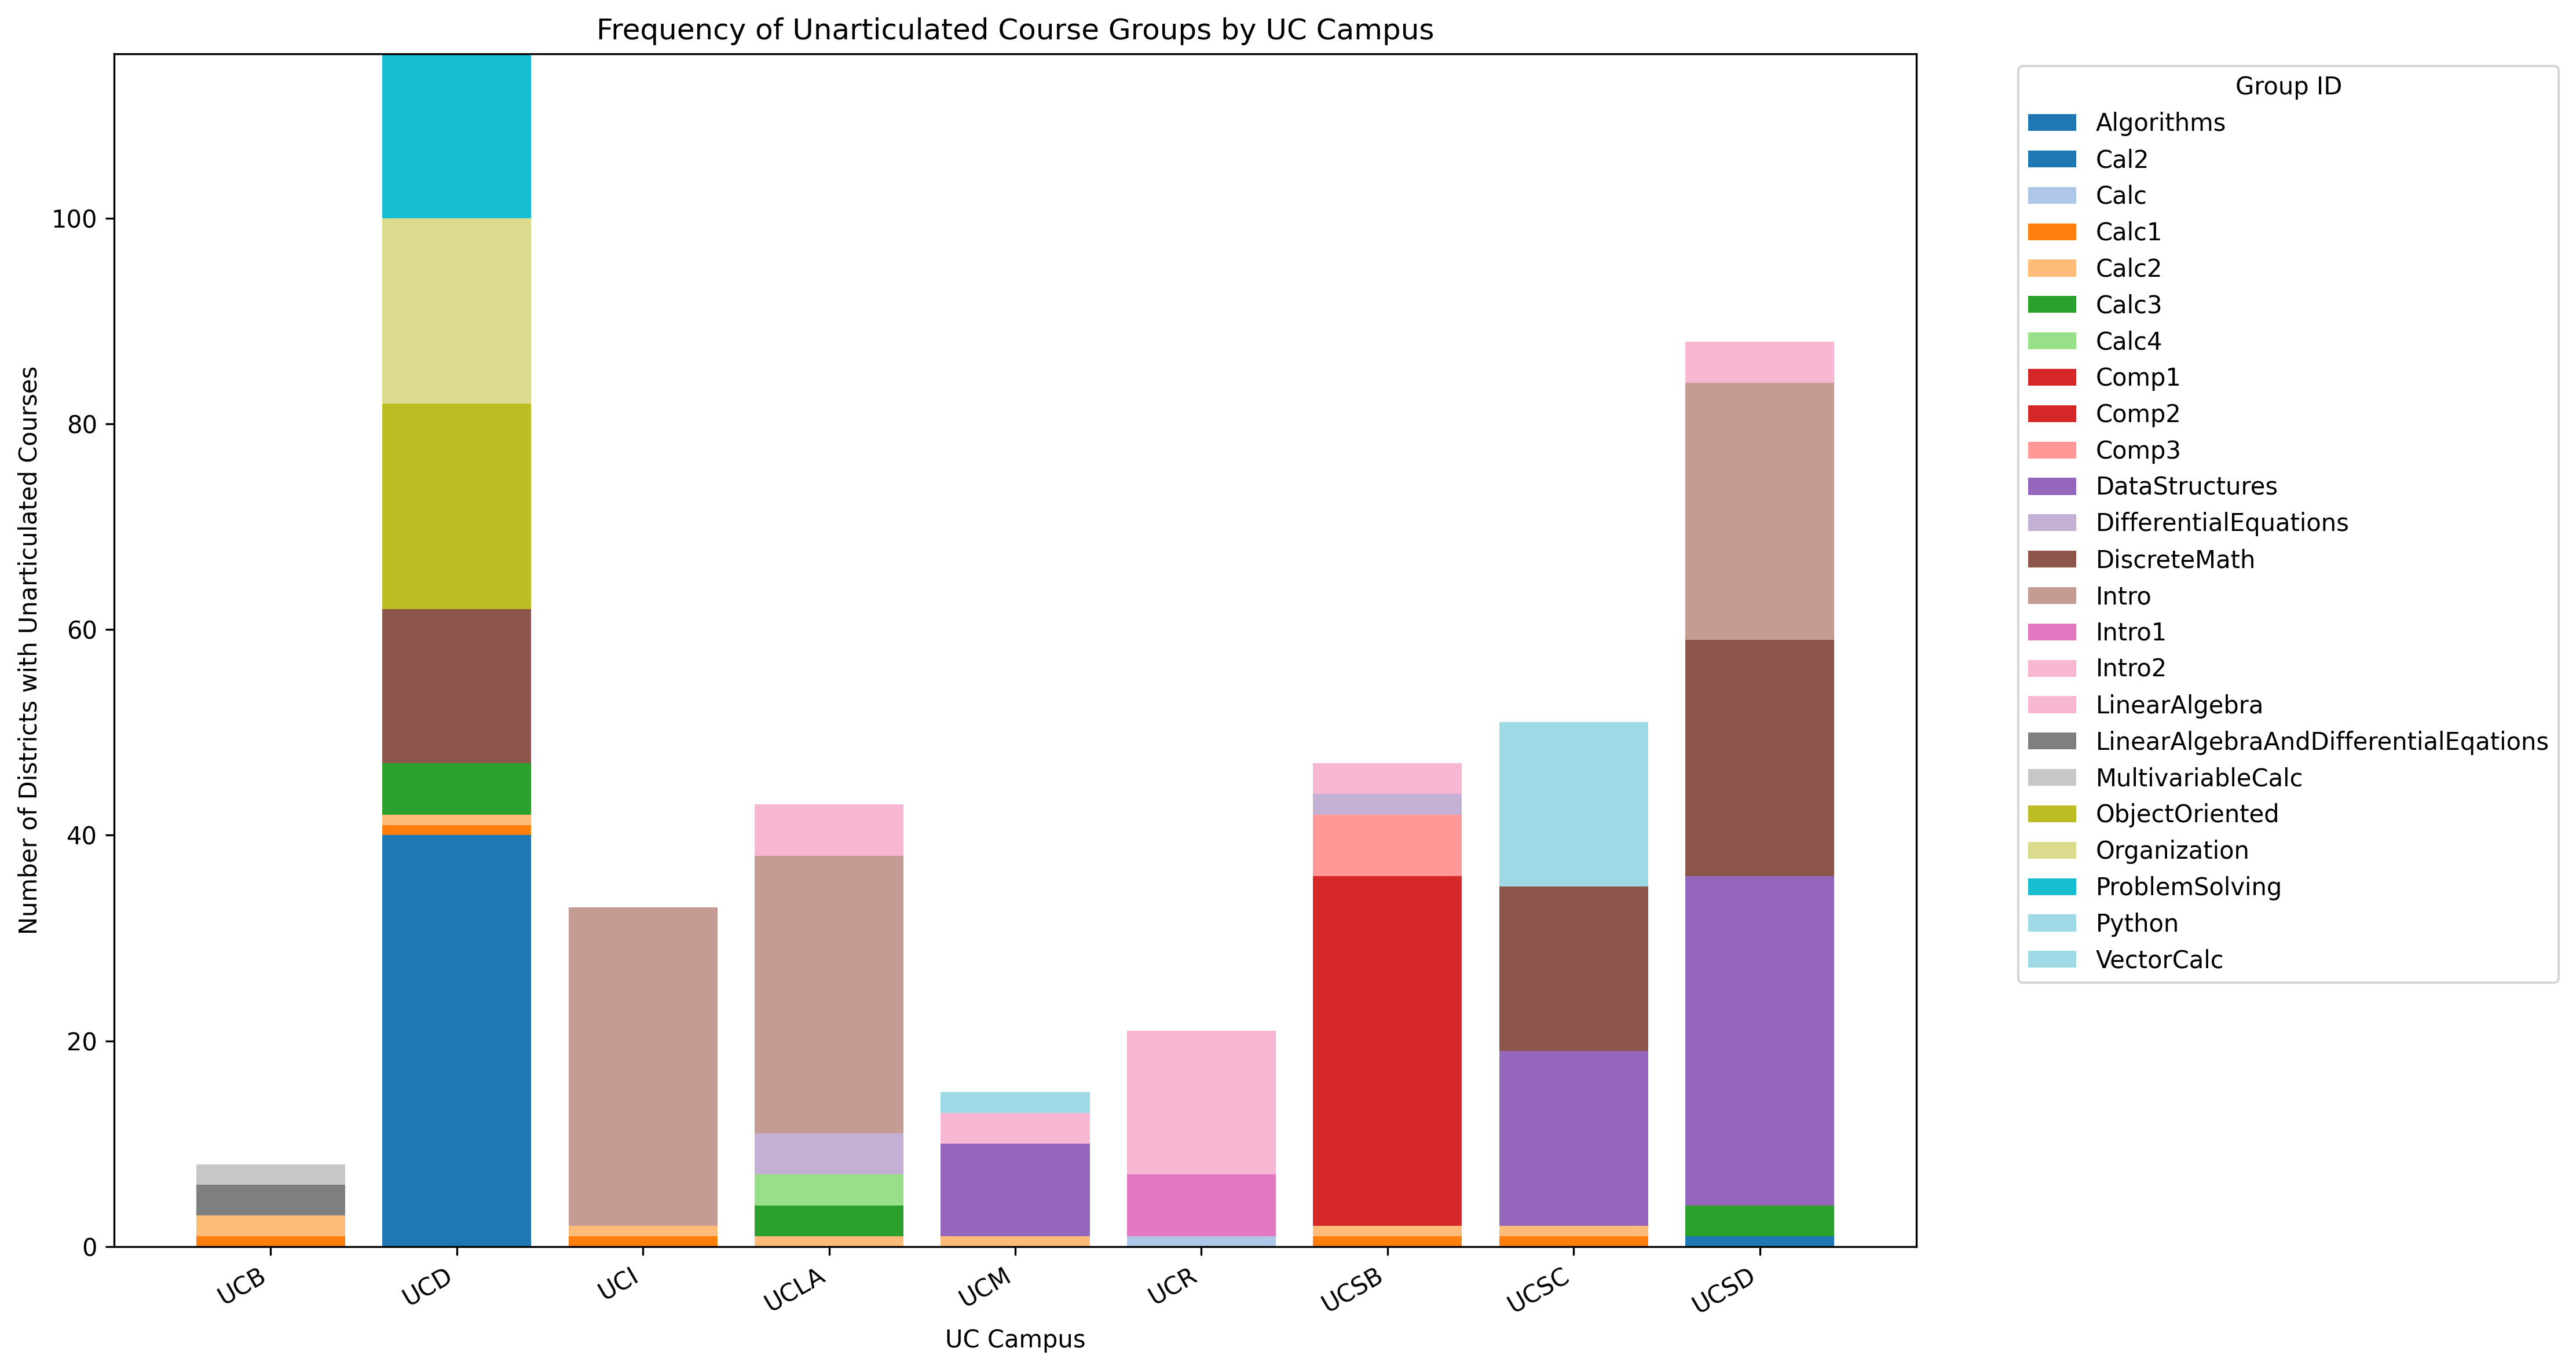 Frequency of Unarticulated Course Groups by UC Campus
Number of Districts with Unarticulated Courses
100
80
60
40
20
0
UCB
UCD
UCI
UCLA
UCM
UCR
UCSB
UCSC
UCSD
UC Campus
Group ID
Algorithms
Cal2
Calc
Calc1
Calc2
Calc3
Calc4
Comp1
Comp2
Comp3
DataStructures
DifferentialEquations
DiscreteMath
Intro
Intro1
Intro2
LinearAlgebra
LinearAlgebraAndDifferentialEqations
MultivariableCalc
ObjectOriented
Organization
ProblemSolving
Python
VectorCalc